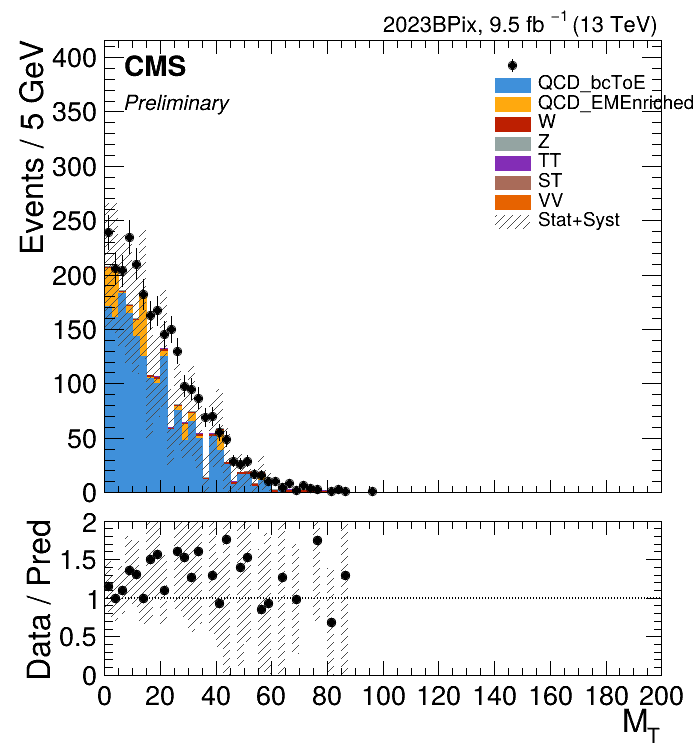 2023BPix, 9.5 fb⁻¹ (13 TeV)
CMS
Preliminary
QCD_bcToE
QCD_EMEnriched
W
Z
TT
ST
VV
Stat+Syst
Events / 5 GeV
400
350
300
250
200
150
100
50
0
Data / Pred
2
1.5
1
0.5
0
0 20 40 60 80 100 120 140 160 180 200
M_T